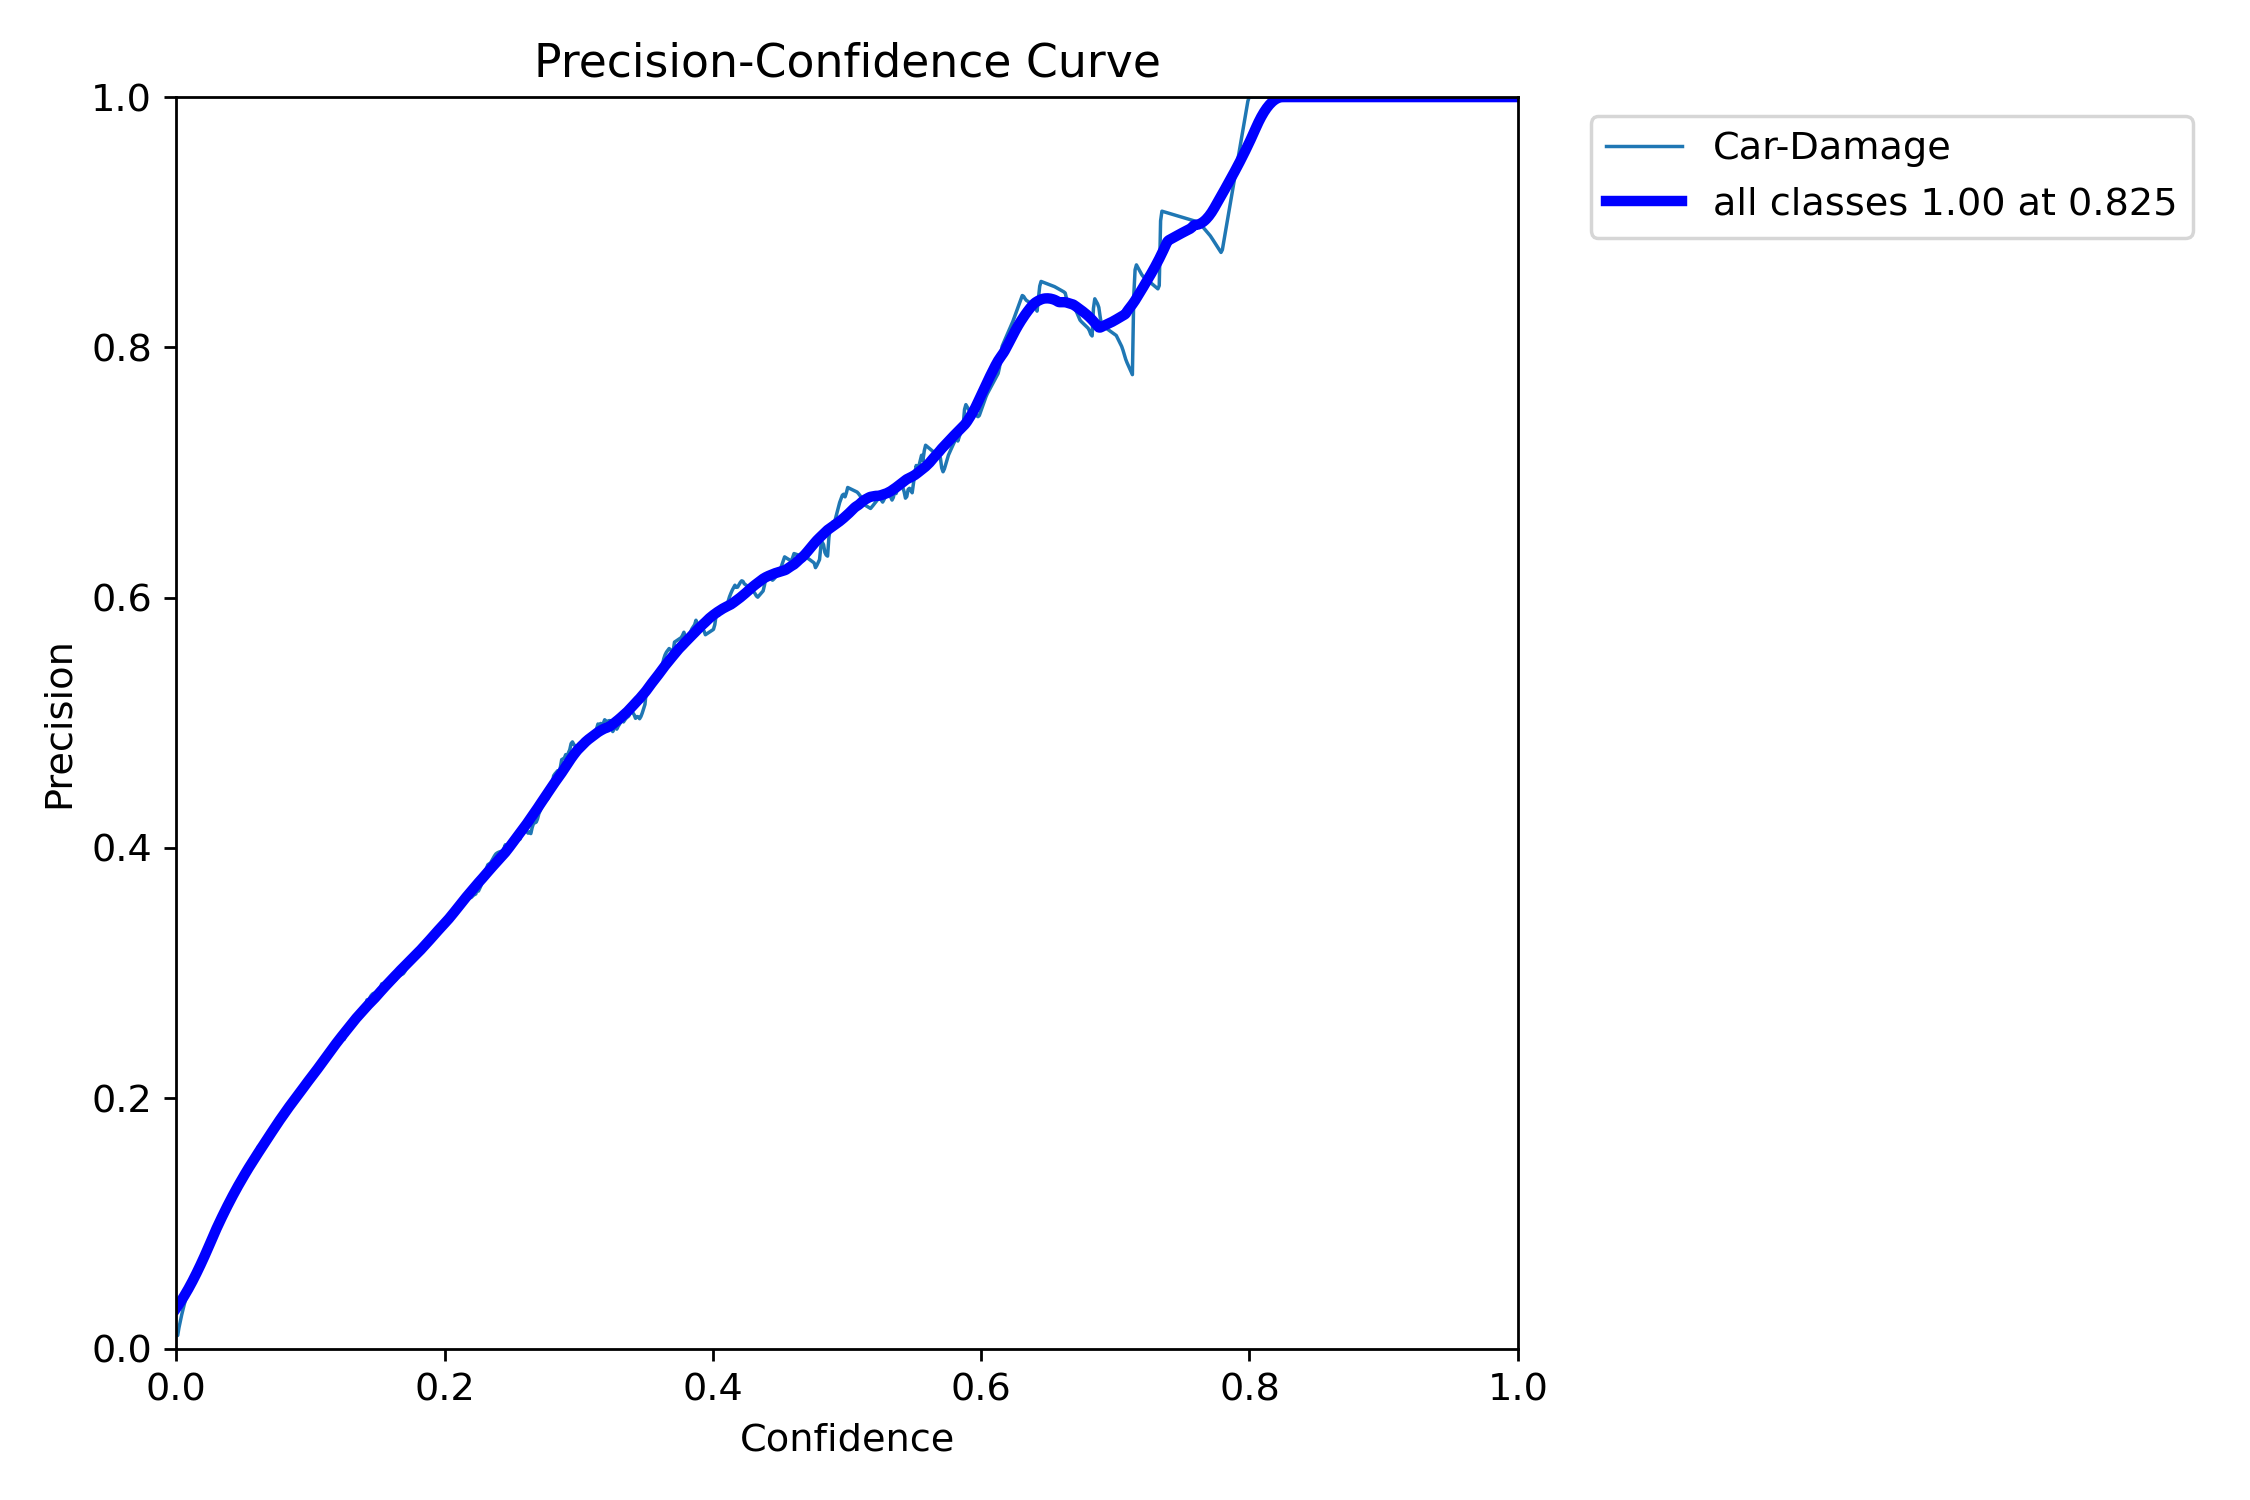 Precision-Confidence Curve
1.0
0.8
0.6
0.4
0.2
0.0
Precision
0.0 0.2 0.4 0.6 0.8 1.0
Confidence
Car-Damage
all classes 1.00 at 0.825